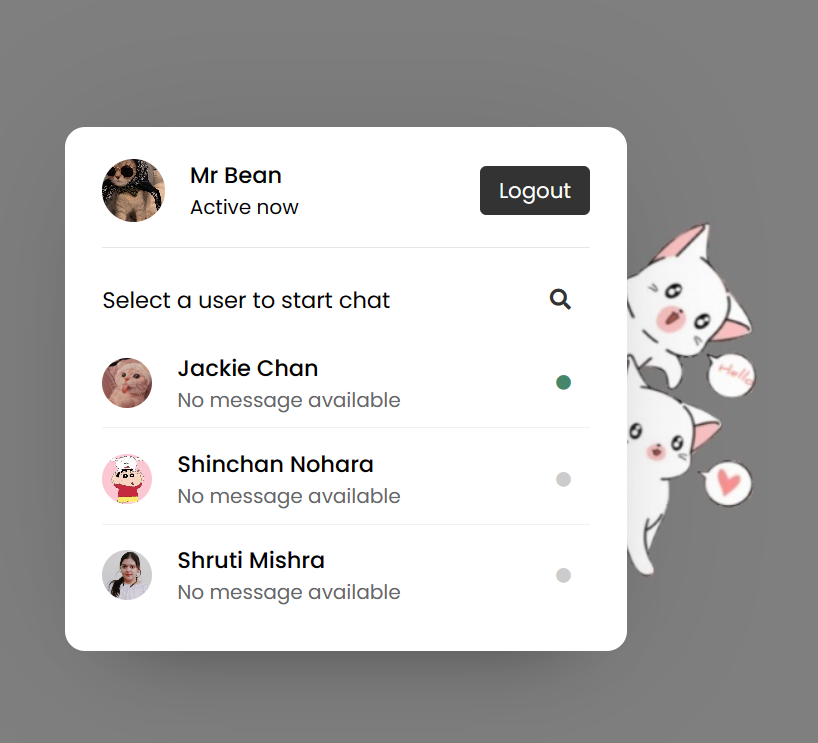 Mr Bean
Active now
Logout
Select a user to start chat
Jackie Chan
No message available
Hello
Shinchan Nohara
No message available
Shruti Mishra
No message available